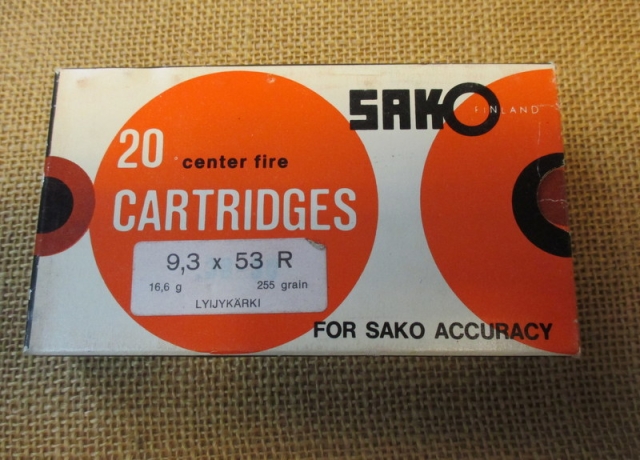 SAKO
FINLAND
20 center fire
CARTRIDGES
9,3 x 53 R
16,6 g 255 grain
LYIJYKÄRKI
FOR SAKO ACCURACY